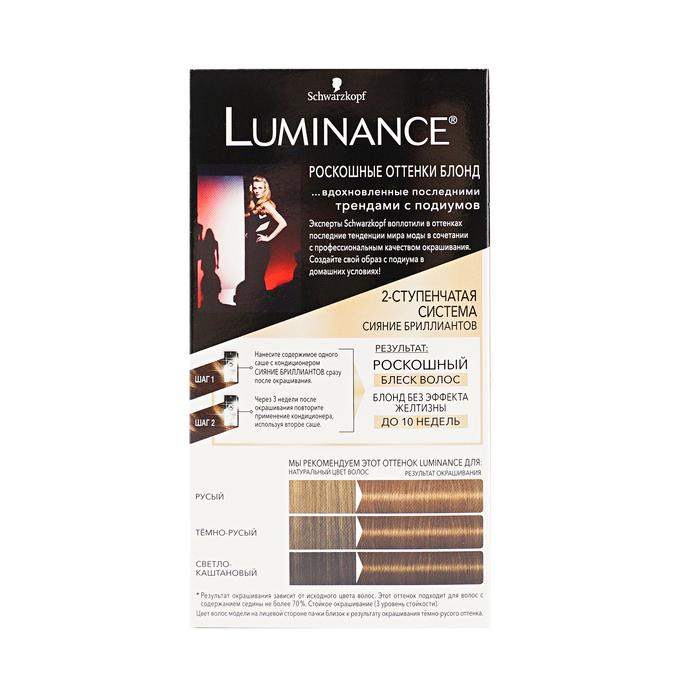 Schwarzkopf
LUMINANCE®
РОСКОШНЫЕ ОТТЕНКИ БЛОНД
...вдохновленные последними
трендами с подиумов
Эксперты Schwarzkopf воплотили в оттенках
последние тенденции мира моды в сочетании
с профессиональным качеством окрашивания.
Создайте свой образ с подиума в
домашних условиях!
2-СТУПЕНЧАТАЯ
СИСТЕМА
СИЯНИЕ БРИЛЛИАНТОВ
ШАГ 1
Нанесите содержимое одного
саше с кондиционером
СИЯНИЕ БРИЛЛИАНТОВ сразу
после окрашивания.
ШАГ 2
Через 3 недели после
окрашивания повторите
применение кондиционера,
используя второе саше.
РЕЗУЛЬТАТ:
РОСКОШНЫЙ
БЛЕСК ВОЛОС
БЛОНД БЕЗ ЭФФЕКТА
ЖЕЛТИЗНЫ
ДО 10 НЕДЕЛЬ
МЫ РЕКОМЕНДУЕМ ЭТОТ ОТТЕНОК LUMINANCE ДЛЯ:
НАТУРАЛЬНЫЙ ЦВЕТ ВОЛОС РЕЗУЛЬТАТ ОКРАШИВАНИЯ
РУСЫЙ
ТЁМНО-РУСЫЙ
СВЕТЛО-
КАШТАНОВЫЙ
* Результат окрашивания зависит от исходного цвета волос. Этот оттенок подходит для волос с
содержанием седины не более 70%. Стойкое окрашивание (3 уровень стойкости).
Цвет волос модели на лицевой стороне пачки близок к результату окрашивания тёмно-русого оттенка.